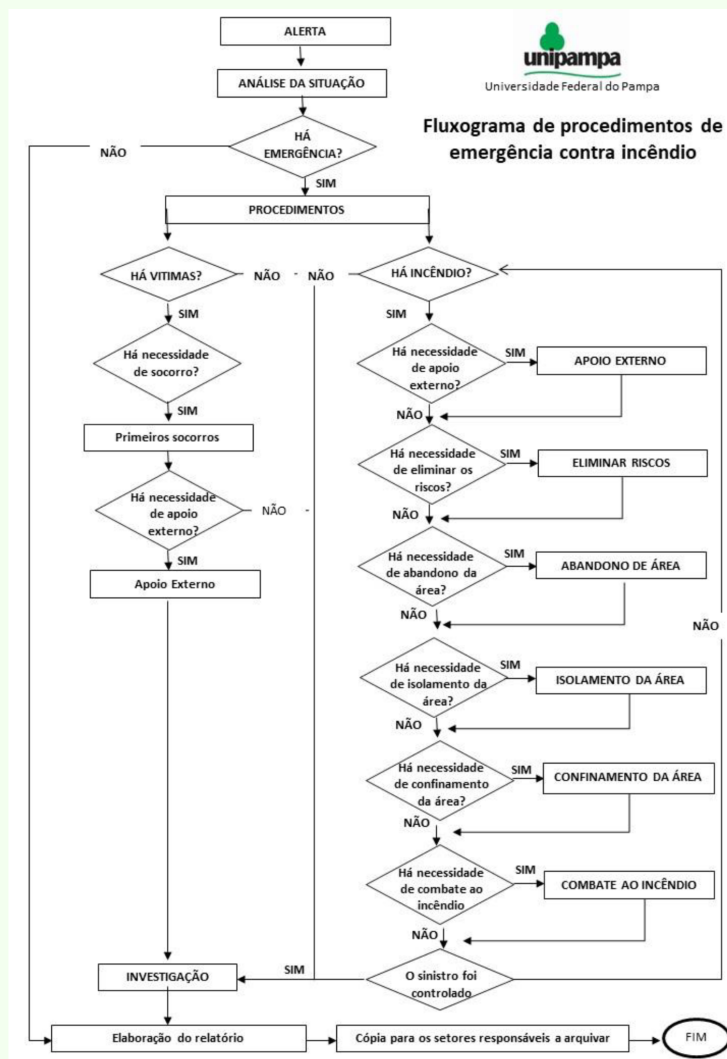 ALERTA
unipampa
Universidade Federal do Pampa
ANÁLISE DA SITUAÇÃO
Fluxograma de procedimentos de
emergência contra incêndio
HÁ
EMERGÊNCIA?
NÃO
SIM
PROCEDIMENTOS
HÁ VITIMAS?
NÃO - NÃO
HÁ INCÊNDIO?
SIM
SIM
Há necessidade
de socorro?
Há necessidade
de apoio
externo?
SIM
APOIO EXTERNO
SIM
NÃO
Primeiros socorros
Há necessidade
de eliminar os
riscos?
SIM
ELIMINAR RISCOS
Há necessidade
de apoio
externo?
NÃO -
NÃO
SIM
Apoio Externo
Há necessidade
de abandono da
área?
SIM
ABANDONO DE ÁREA
NÃO
NÃO
Há necessidade
de isolamento da
área?
SIM
ISOLAMENTO DA ÁREA
NÃO
Há necessidade
de confinamento
da área?
SIM
CONFINAMENTO DA ÁREA
NÃO
Há necessidade
de combate ao
incêndio
SIM
COMBATE AO INCÊNDIO
NÃO
INVESTIGAÇÃO
SIM
O sinistro foi
controlado
Elaboração do relatório
Cópia para os setores responsáveis a arquivar
FIM